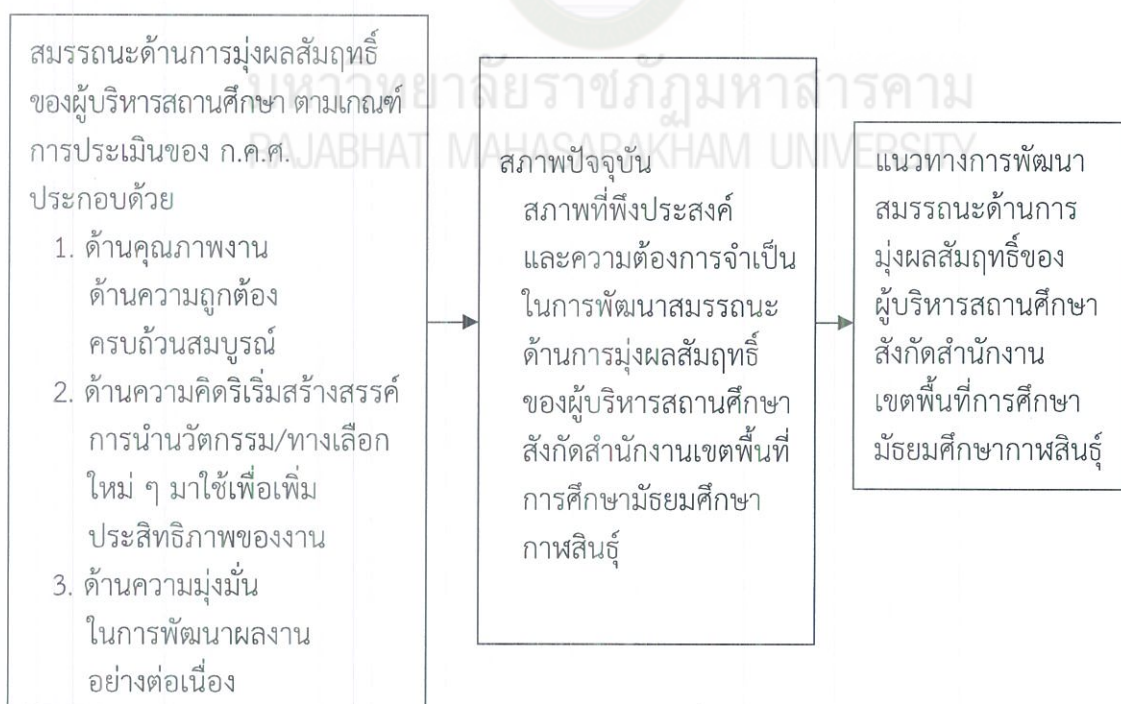 สมรรถนะด้านการมุ่งผลสัมฤทธิ์
ของผู้บริหารสถานศึกษา ตามเกณฑ์
การประเมินของ ก.ค.ศ.
ประกอบด้วย
1. ด้านคุณภาพงาน
ด้านความถูกต้อง
ครบถ้วนสมบูรณ์
2. ด้านความคิดริเริ่มสร้างสรรค์
การนำนวัตกรรม/ทางเลือก
ใหม่ ๆ มาใช้เพื่อเพิ่ม
ประสิทธิภาพของงาน
3. ด้านความมุ่งมั่น
ในการพัฒนาผลงาน
อย่างต่อเนื่อง
มหาวิทยาลัยราชภัฏมหาสารคาม
RAJABHAT MAHASARAKHAM UNIVERSITY
สภาพปัจจุบัน
สภาพที่พึงประสงค์
และความต้องการจำเป็น
ในการพัฒนาสมรรถนะ
ด้านการมุ่งผลสัมฤทธิ์
ของผู้บริหารสถานศึกษา
สังกัดสำนักงานเขตพื้นที่
การศึกษามัธยมศึกษา
กาฬสินธุ์
แนวทางการพัฒนา
สมรรถนะด้านการ
มุ่งผลสัมฤทธิ์ของ
ผู้บริหารสถานศึกษา
สังกัดสำนักงาน
เขตพื้นที่การศึกษา
มัธยมศึกษากาฬสินธุ์